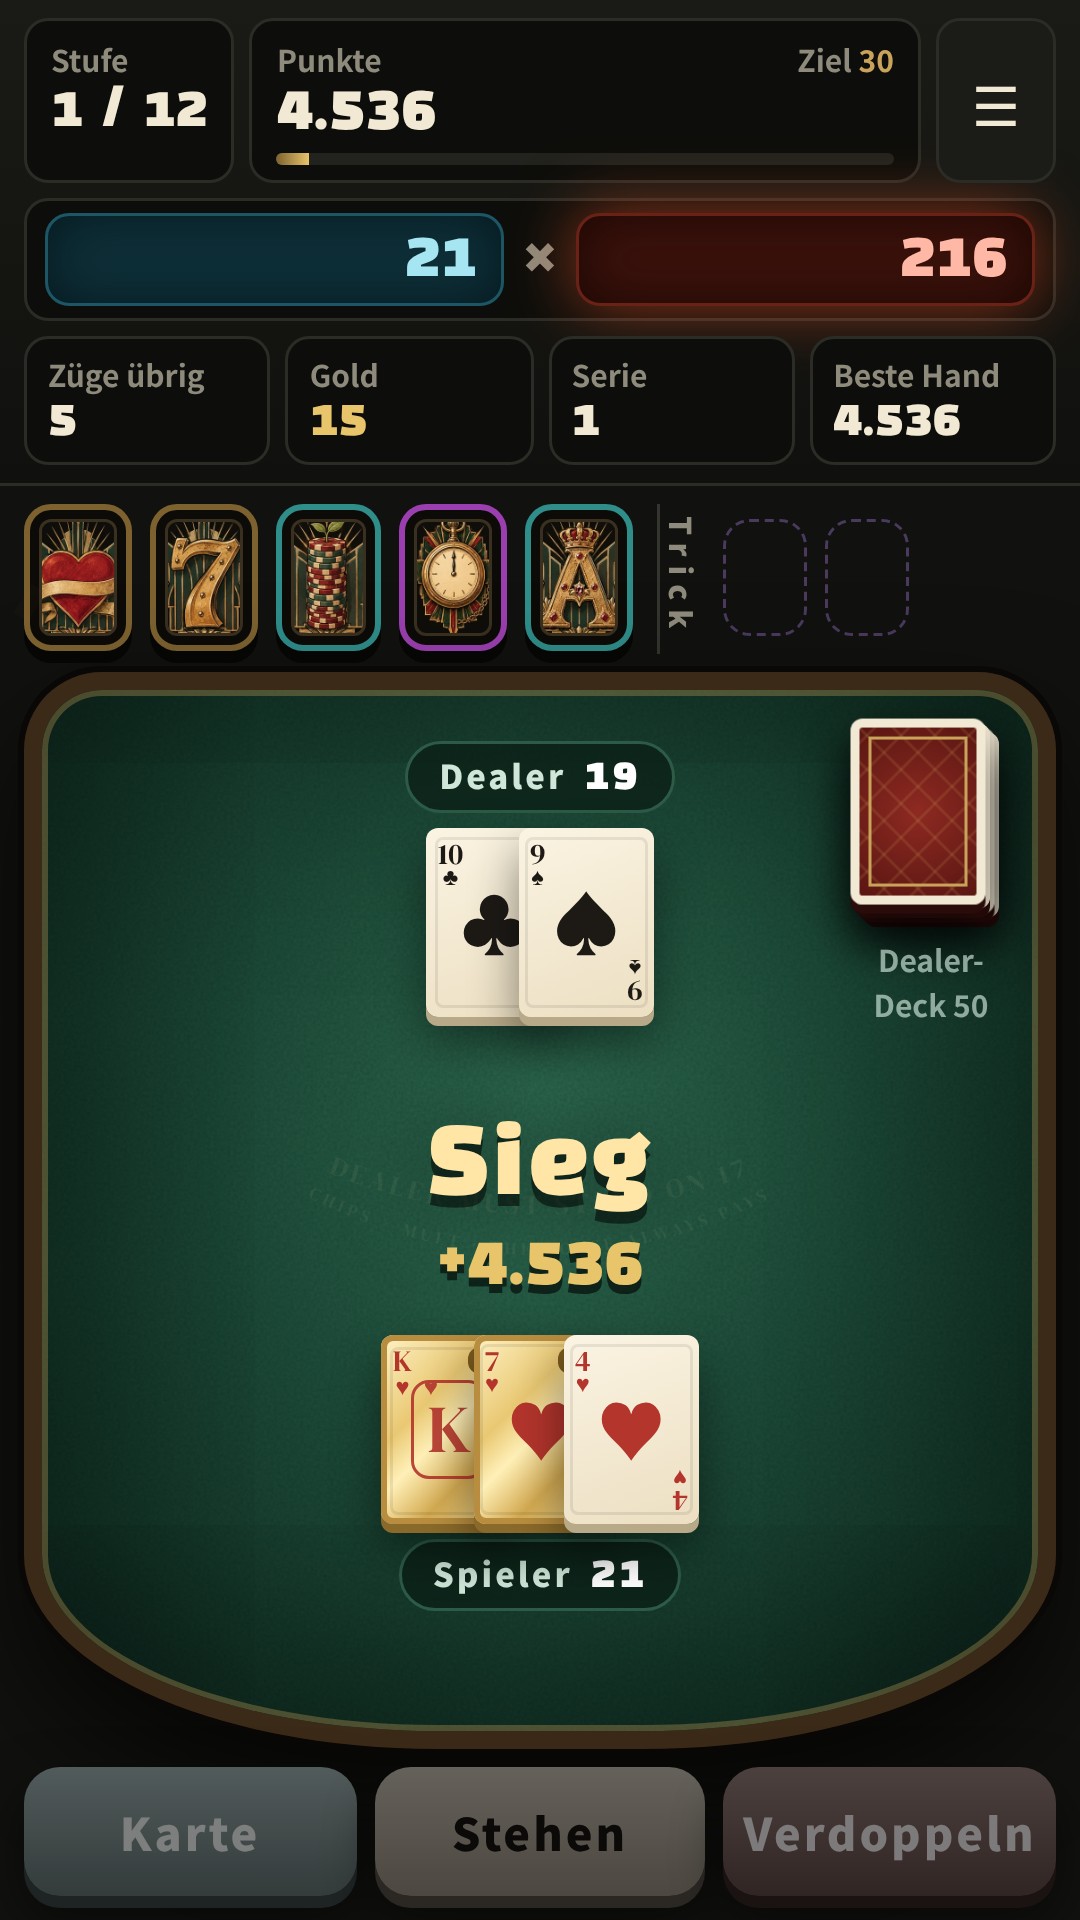 Stufe
1 / 12
Punkte
Ziel 30
4.536
21 × 216
Züge übrig
5
Gold
15
Serie
1
Beste Hand
4.536
7
A
Trick
Dealer 19
10
9
9
Dealer-
Deck 50
Sieg
+4.536
K
K
7
4
4
Spieler 21
Karte
Stehen
Verdoppeln